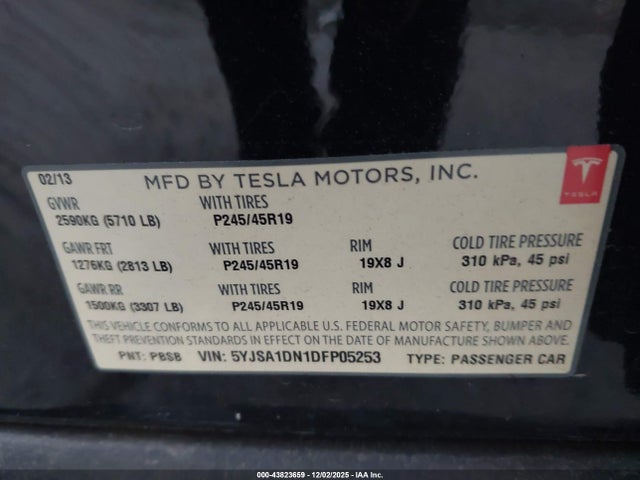 02/13 MFD BY TESLA MOTORS, INC.
TESLA
GVWR WITH TIRES
2590KG (5710 LB) P245/45R19
GAWR FRT WITH TIRES RIM COLD TIRE PRESSURE
1276KG (2813 LB) P245/45R19 19X8 J 310 kPa, 45 psi
GAWR RR WITH TIRES RIM COLD TIRE PRESSURE
1500KG (3307 LB) P245/45R19 19X8 J 310 kPa, 45 psi
THIS VEHICLE CONFORMS TO ALL APPLICABLE U.S. FEDERAL MOTOR SAFETY, BUMPER AND
THEFT PREVENTION STANDARDS IN EFFECT ON THE DATE OF MANUFACTURE SHOWN ABOVE.
PNT: PBSB VIN: 5YJSA1DN1DFP05253 TYPE: PASSENGER CAR
000-43823659 - 12/02/2025 - IAA Inc.